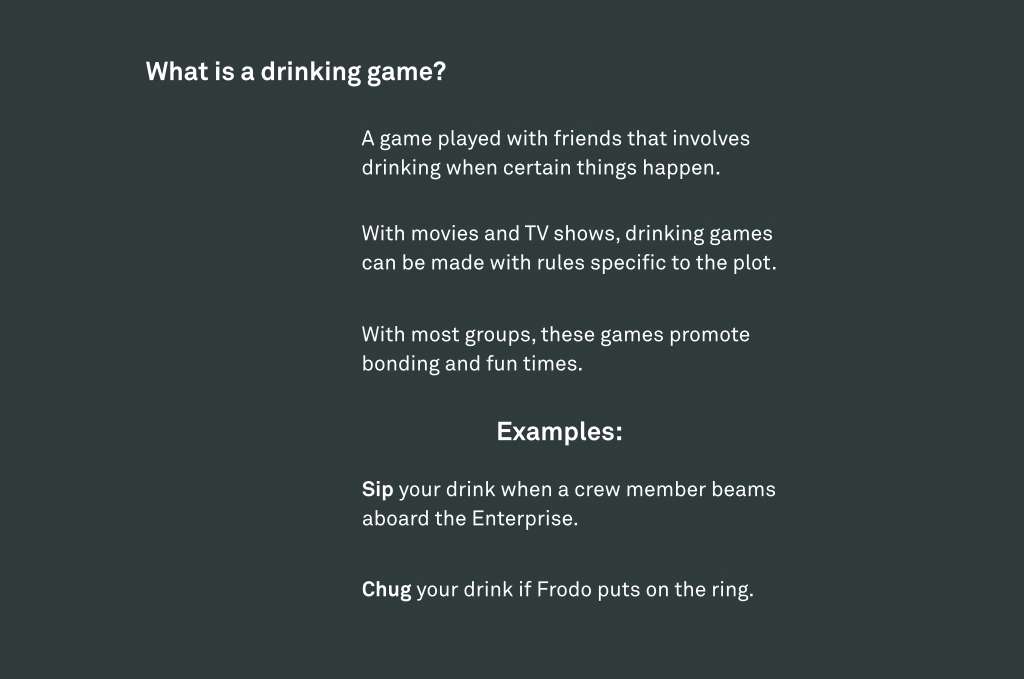 What is a drinking game?
A game played with friends that involves
drinking when certain things happen.
With movies and TV shows, drinking games
can be made with rules specific to the plot.
With most groups, these games promote
bonding and fun times.
Examples:
Sip your drink when a crew member beams
aboard the Enterprise.
Chug your drink if Frodo puts on the ring.